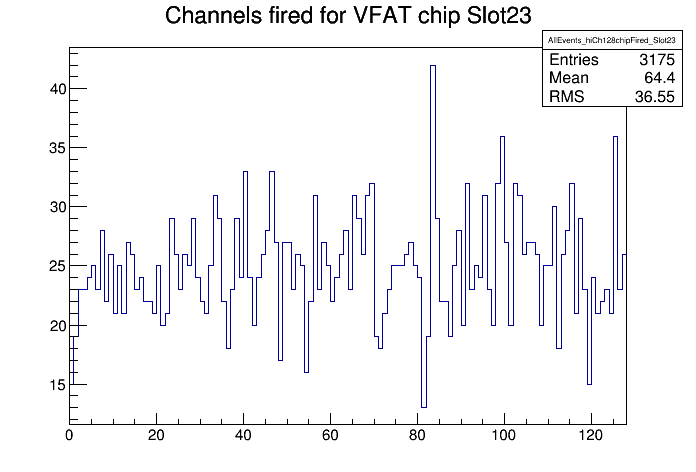 Channels fired for VFAT chip Slot23
AllEvents_hiCh128chipFired_Slot23
Entries 3175
Mean 64.4
RMS 36.55
40
35
30
25
20
15
0 20 40 60 80 100 120